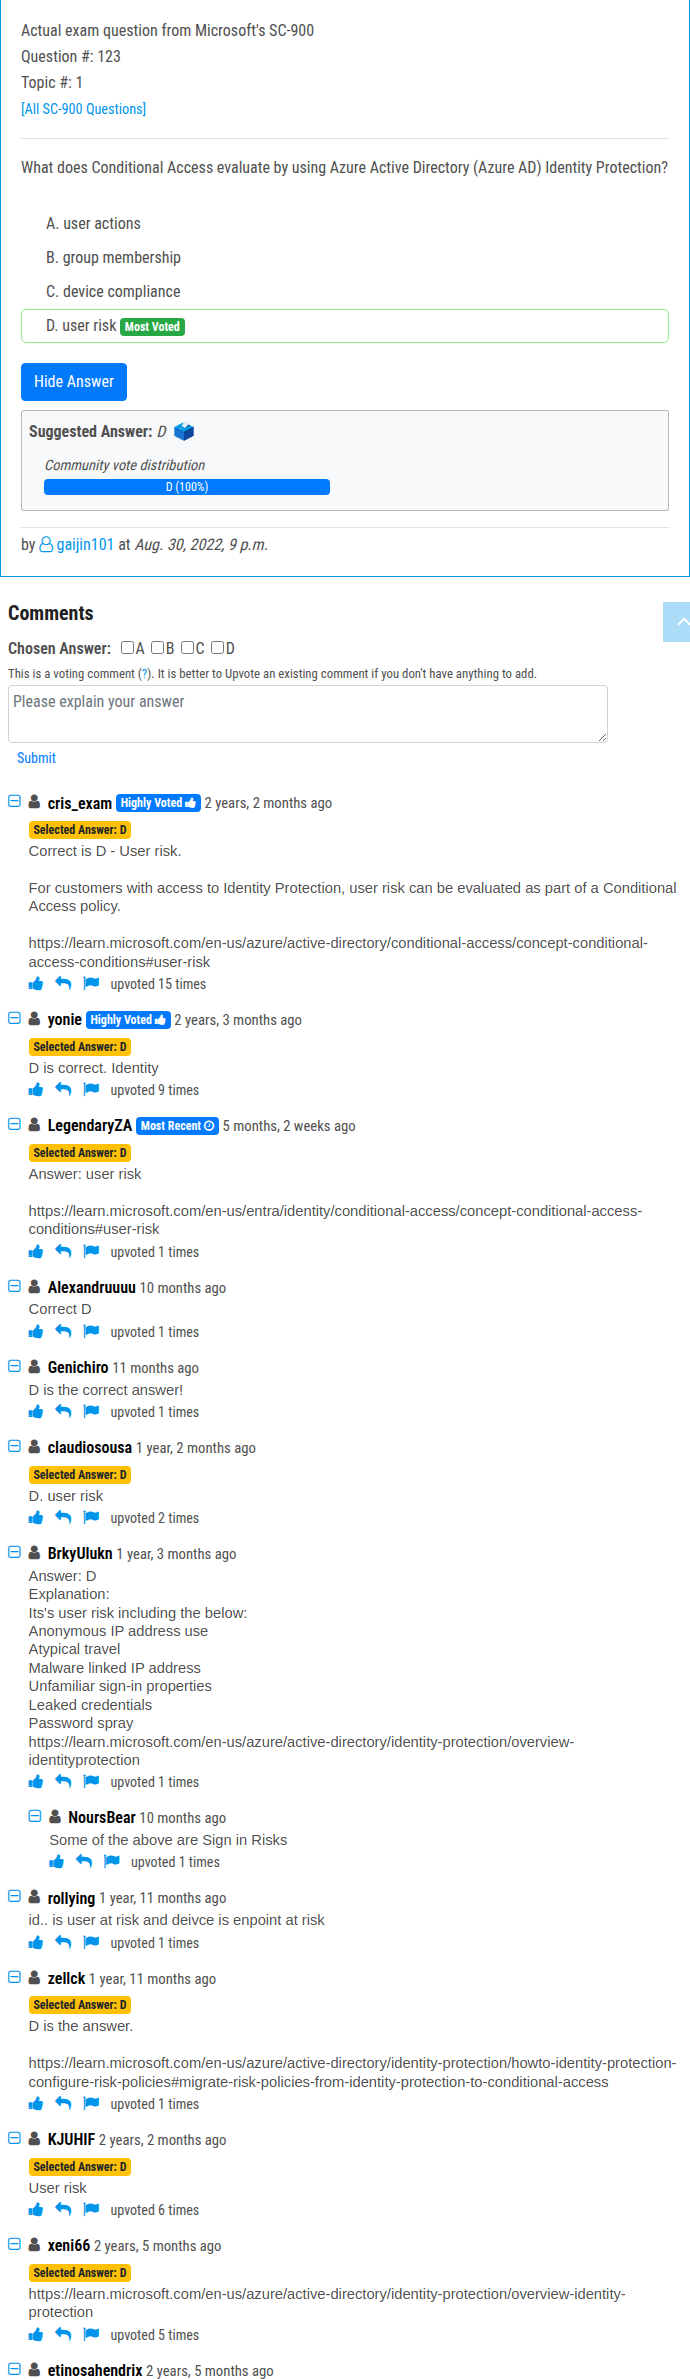 Actual exam question from Microsoft's SC-900
Question #: 123
Topic #: 1
[All SC-900 Questions]
What does Conditional Access evaluate by using Azure Active Directory (Azure AD) Identity Protection?
A. user actions
B. group membership
C. device compliance
D. user risk Most Voted
Hide Answer
Suggested Answer: D
Community vote distribution
D (100%)
by gaijin101 at Aug. 30, 2022, 9 p.m.
Comments
Chosen Answer: A B C D
This is a voting comment (?). It is better to Upvote an existing comment if you don't have anything to add.
Please explain your answer
Submit
cris_exam Highly Voted 2 years, 2 months ago
Selected Answer: D
Correct is D - User risk.
For customers with access to Identity Protection, user risk can be evaluated as part of a Conditional
Access policy.
https://learn.microsoft.com/en-us/azure/active-directory/conditional-access/concept-conditional-
access-conditions#user-risk
upvoted 15 times
yonie Highly Voted 2 years, 3 months ago
Selected Answer: D
D is correct. Identity
upvoted 9 times
LegendaryZA Most Recent 5 months, 2 weeks ago
Selected Answer: D
Answer: user risk
https://learn.microsoft.com/en-us/entra/identity/conditional-access/concept-conditional-access-
conditions#user-risk
upvoted 1 times
Alexandruuuu 10 months ago
Correct D
upvoted 1 times
Genichiro 11 months ago
D is the correct answer!
upvoted 1 times
claudiosousa 1 year, 2 months ago
Selected Answer: D
D. user risk
upvoted 2 times
BrkyUlukn 1 year, 3 months ago
Answer: D
Explanation:
Its's user risk including the below:
Anonymous IP address use
Atypical travel
Malware linked IP address
Unfamiliar sign-in properties
Leaked credentials
Password spray
https://learn.microsoft.com/en-us/azure/active-directory/identity-protection/overview-
identityprotection
upvoted 1 times
NoursBear 10 months ago
Some of the above are Sign in Risks
upvoted 1 times
rollying 1 year, 11 months ago
id.. is user at risk and deivce is enpoint at risk
upvoted 1 times
zellck 1 year, 11 months ago
Selected Answer: D
D is the answer.
https://learn.microsoft.com/en-us/azure/active-directory/identity-protection/howto-identity-protection-
configure-risk-policies#migrate-risk-policies-from-identity-protection-to-conditional-access
upvoted 1 times
KJUHIF 2 years, 2 months ago
Selected Answer: D
User risk
upvoted 6 times
xeni66 2 years, 5 months ago
Selected Answer: D
https://learn.microsoft.com/en-us/azure/active-directory/identity-protection/overview-identity-
protection
upvoted 5 times
etinosahendrix 2 years, 5 months ago